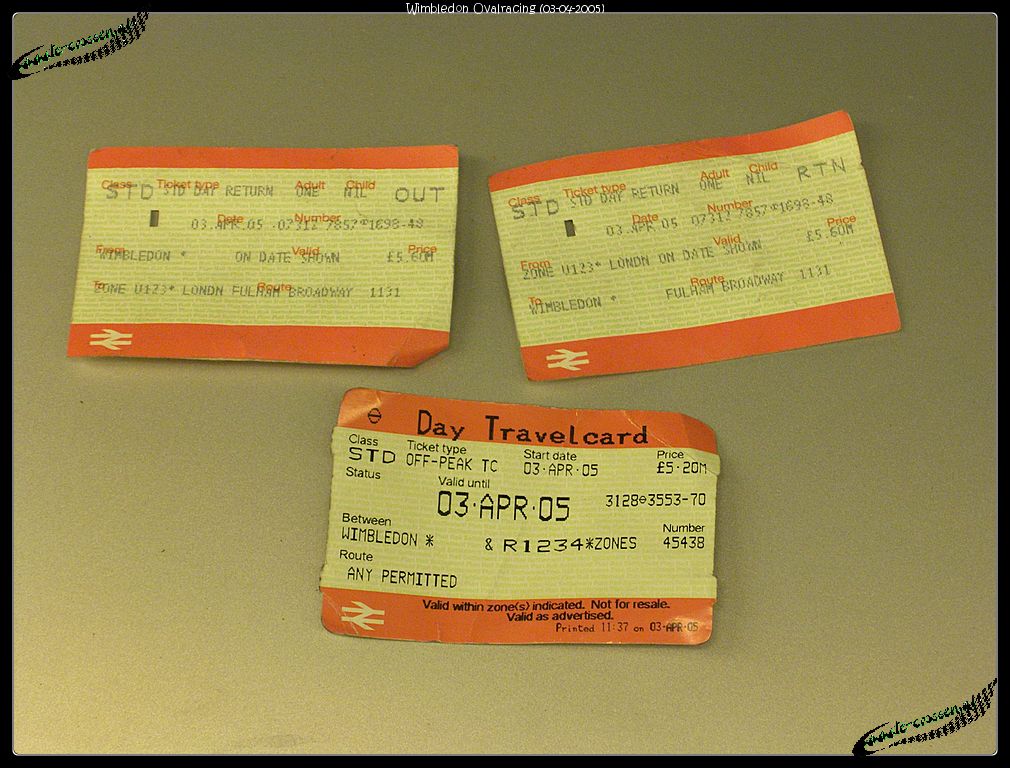 Wimbledon Ovalracing (03-04-2005)
Class Ticket type Adult Child
STD STD DAY RETURN ONE NIL OUT
Date Number
03.APR.05 07312 7857 1698-48
From Valid Price
WIMBLEDON * ON DATE SHOWN £5.60M
To Route
ZONE U123* LONDN FULHAM BROADWAY 1131
Class Ticket type Adult Child
STD STD DAY RETURN ONE NIL RTN
Date Number
03.APR.05 07312 7857 1698-48
From Valid Price
ZONE U123* LONDN ON DATE SHOWN £5.60M
To Route
WIMBLEDON * FULHAM BROADWAY 1131
Day Travelcard
Class Ticket type Start date Price
STD OFF-PEAK TC 03·APR·05 £5·20M
Status Valid until
03·APR·05 3128 3553-70
Between Number
WIMBLEDON * & R1234*ZONES 45438
Route
ANY PERMITTED
Valid within zone(s) indicated. Not for resale.
Valid as advertised.
Printed 11:37 on 03·APR·05